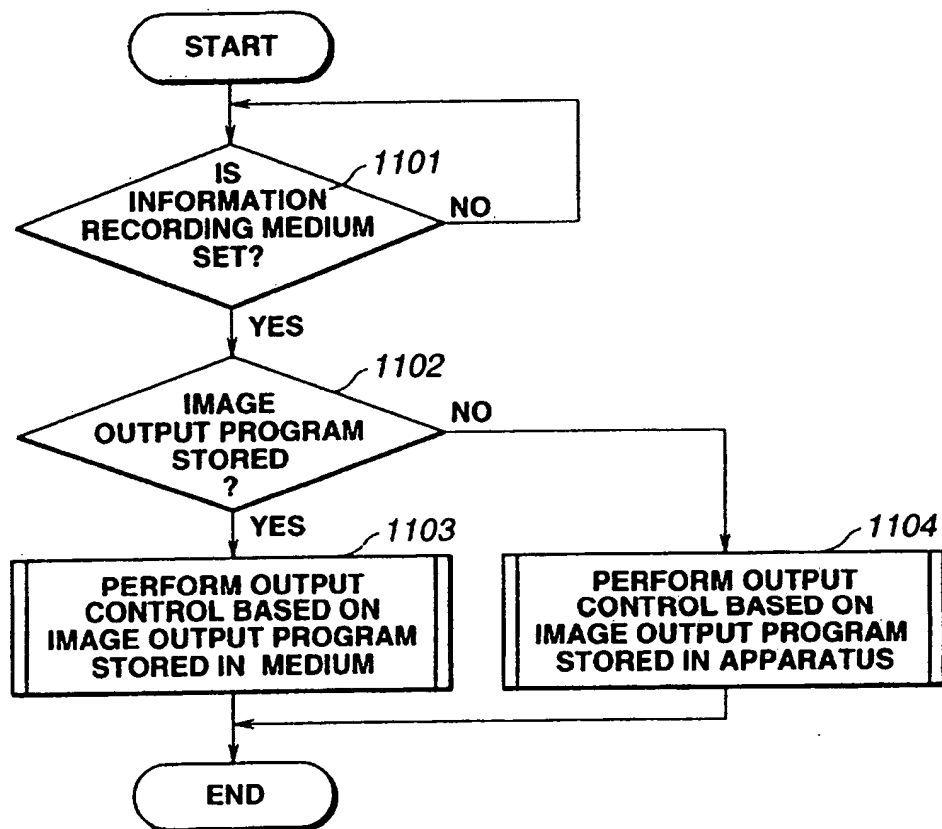 START
1101
IS
INFORMATION
RECORDING MEDIUM
SET?
NO
YES
1102
IMAGE
OUTPUT PROGRAM
STORED
?
NO
YES
1103
PERFORM OUTPUT
CONTROL BASED ON
IMAGE OUTPUT PROGRAM
STORED IN MEDIUM
1104
PERFORM OUTPUT
CONTROL BASED ON
IMAGE OUTPUT PROGRAM
STORED IN APPARATUS
END